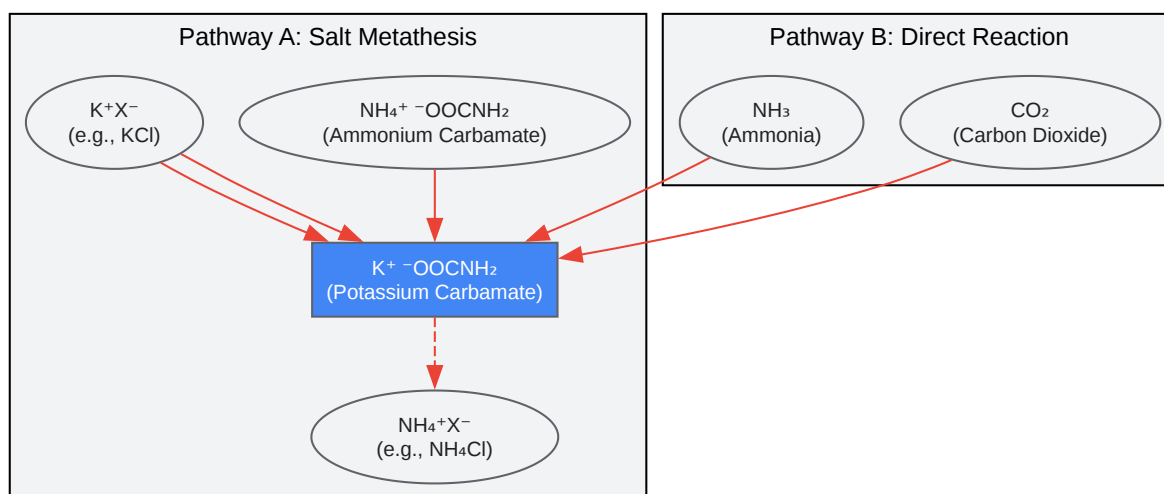 Pathway A: Salt Metathesis
Pathway B: Direct Reaction
K⁺X⁻
(e.g., KCl)
NH₄⁺ ⁻OOCNH₂
(Ammonium Carbamate)
NH₃
(Ammonia)
CO₂
(Carbon Dioxide)
K⁺ ⁻OOCNH₂
(Potassium Carbamate)
NH₄⁺X⁻
(e.g., NH₄Cl)